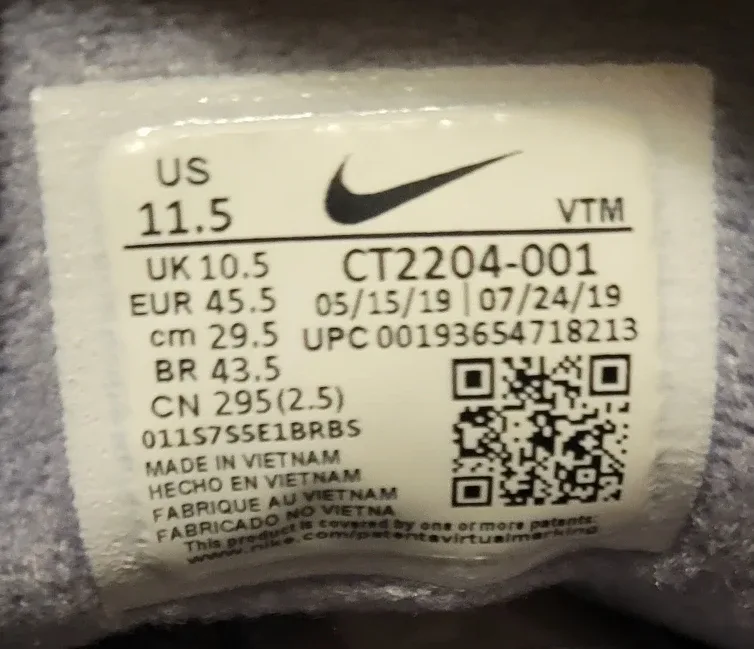 US
11.5
VTM
UK 10.5
CT2204-001
EUR 45.5
05/15/19 | 07/24/19
cm 29.5
UPC 00193654718213
BR 43.5
CN 295(2.5)
011S7S5E1BRBS
MADE IN VIETNAM
HECHO EN VIETNAM
FABRIQUE AU VIETNAM
FABRICADO NO VIETNA
This product is covered by one or more patents:
www.nike.com/patentsvirtualmarking